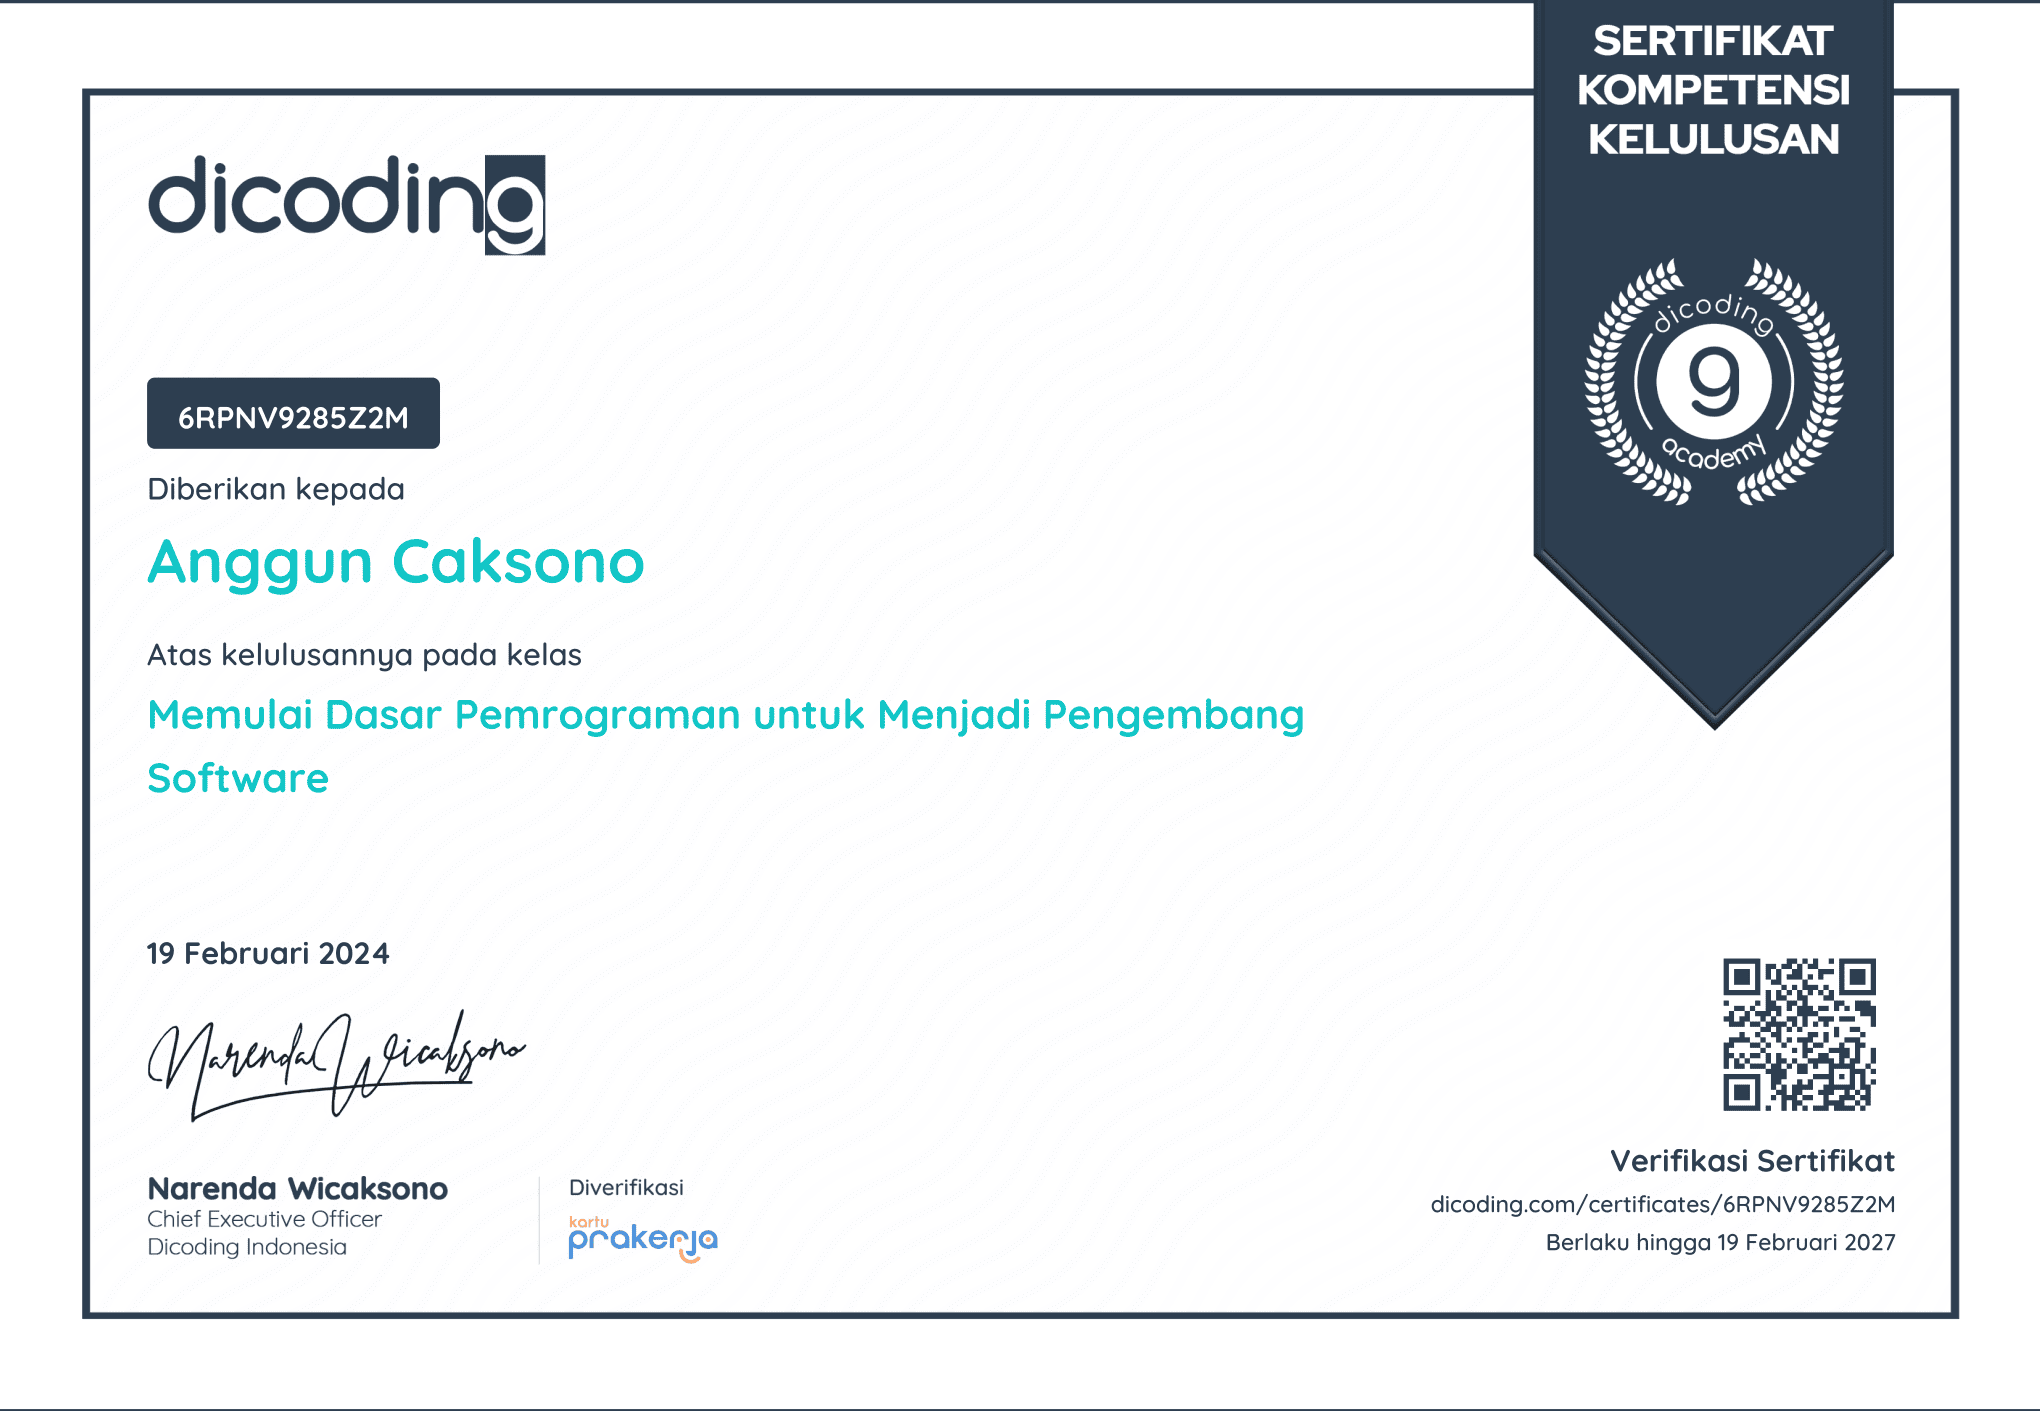 SERTIFIKAT
KOMPETENSI
KELULUSAN
dicoding
dicoding
9
academy
6RPNV9285Z2M
Diberikan kepada
Anggun Caksono
Atas kelulusannya pada kelas
Memulai Dasar Pemrograman untuk Menjadi Pengembang
Software
19 Februari 2024
Narenda Wicaksono
Narenda Wicaksono
Chief Executive Officer
Dicoding Indonesia
Diverifikasi
kartu
prakerja
Verifikasi Sertifikat
dicoding.com/certificates/6RPNV9285Z2M
Berlaku hingga 19 Februari 2027